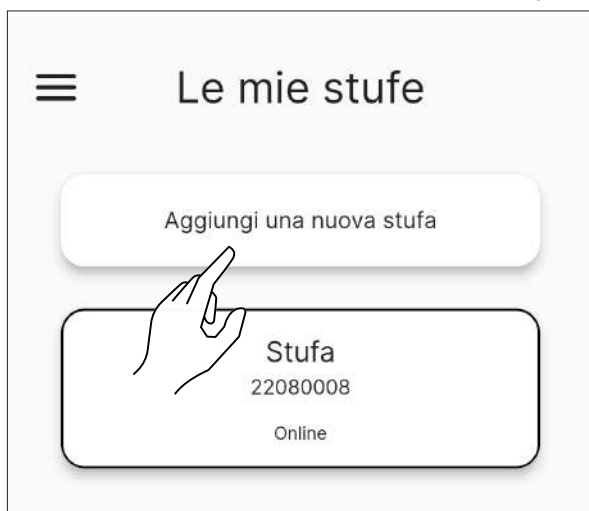 Le mie stufe
Aggiungi una nuova stufa
Stufa
22080008
Online